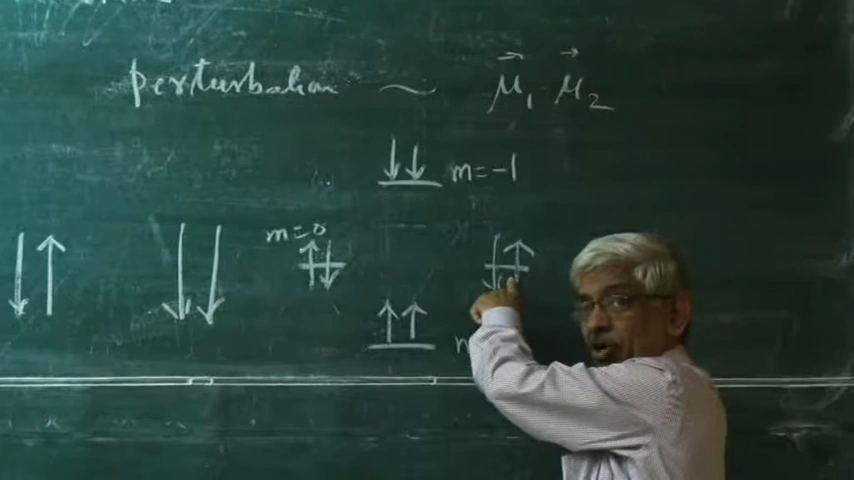 perturbation ~ μ⃗₁ · μ⃗₂
↓↓ m = -1
↓↑ ↓↓ m = 0 ↑↓ ↓↑
↑↑ m